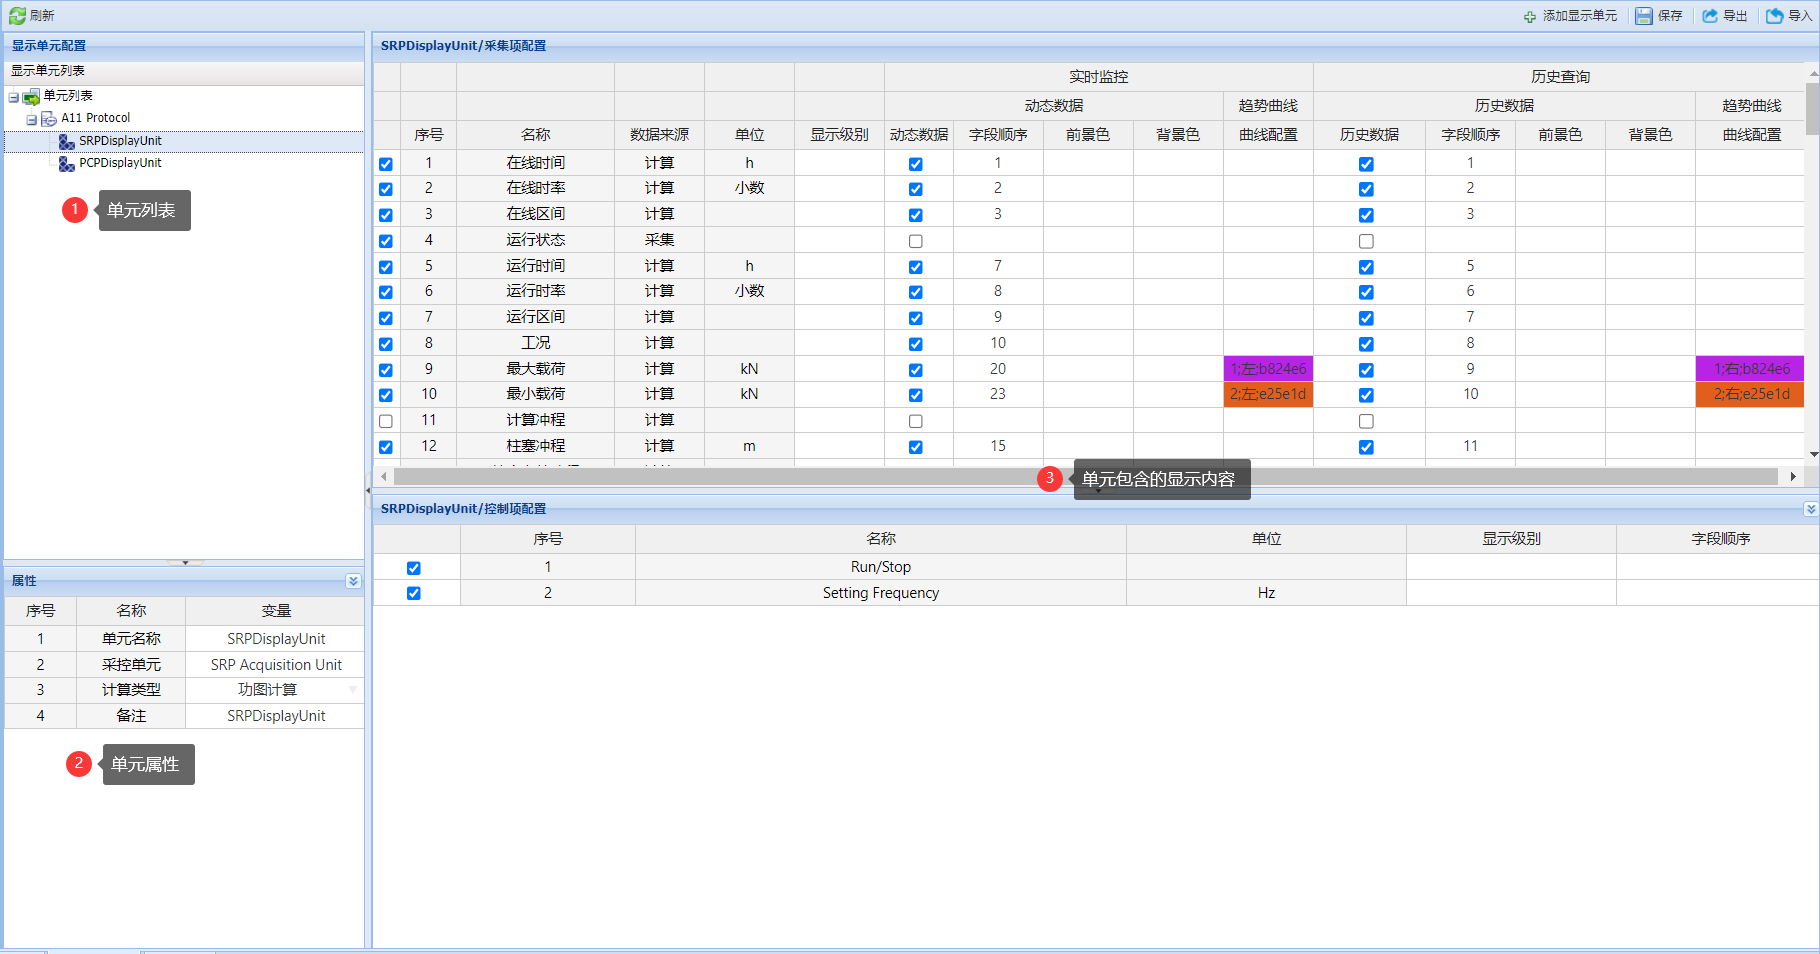 刷新 添加显示单元 保存 导出 导入
显示单元配置
显示单元列表
单元列表
A11 Protocol
SRPDisplayUnit
PCPDisplayUnit
1 单元列表
属性
序号 名称 变量
1 单元名称 SRPDisplayUnit
2 采控单元 SRP Acquisition Unit
3 计算类型 功图计算
4 备注 SRPDisplayUnit
2 单元属性
SRPDisplayUnit/采集项配置
实时监控 历史查询
动态数据 趋势曲线 历史数据 趋势曲线
序号 名称 数据来源 单位 显示级别 动态数据 字段顺序 前景色 背景色 曲线配置 历史数据 字段顺序 前景色 背景色 曲线配置
1 在线时间 计算 h 1 1
2 在线时率 计算 小数 2 2
3 在线区间 计算 3 3
4 运行状态 采集
5 运行时间 计算 h 7 5
6 运行时率 计算 小数 8 6
7 运行区间 计算 9 7
8 工况 计算 10 8
9 最大载荷 计算 kN 20 1;左;b824e6 9 1;右;b824e6
10 最小载荷 计算 kN 23 2;左;e25e1d 10 2;右;e25e1d
11 计算冲程 计算
12 柱塞冲程 计算 m 15 11
3 单元包含的显示内容
SRPDisplayUnit/控制项配置
序号 名称 单位 显示级别 字段顺序
1 Run/Stop
2 Setting Frequency Hz